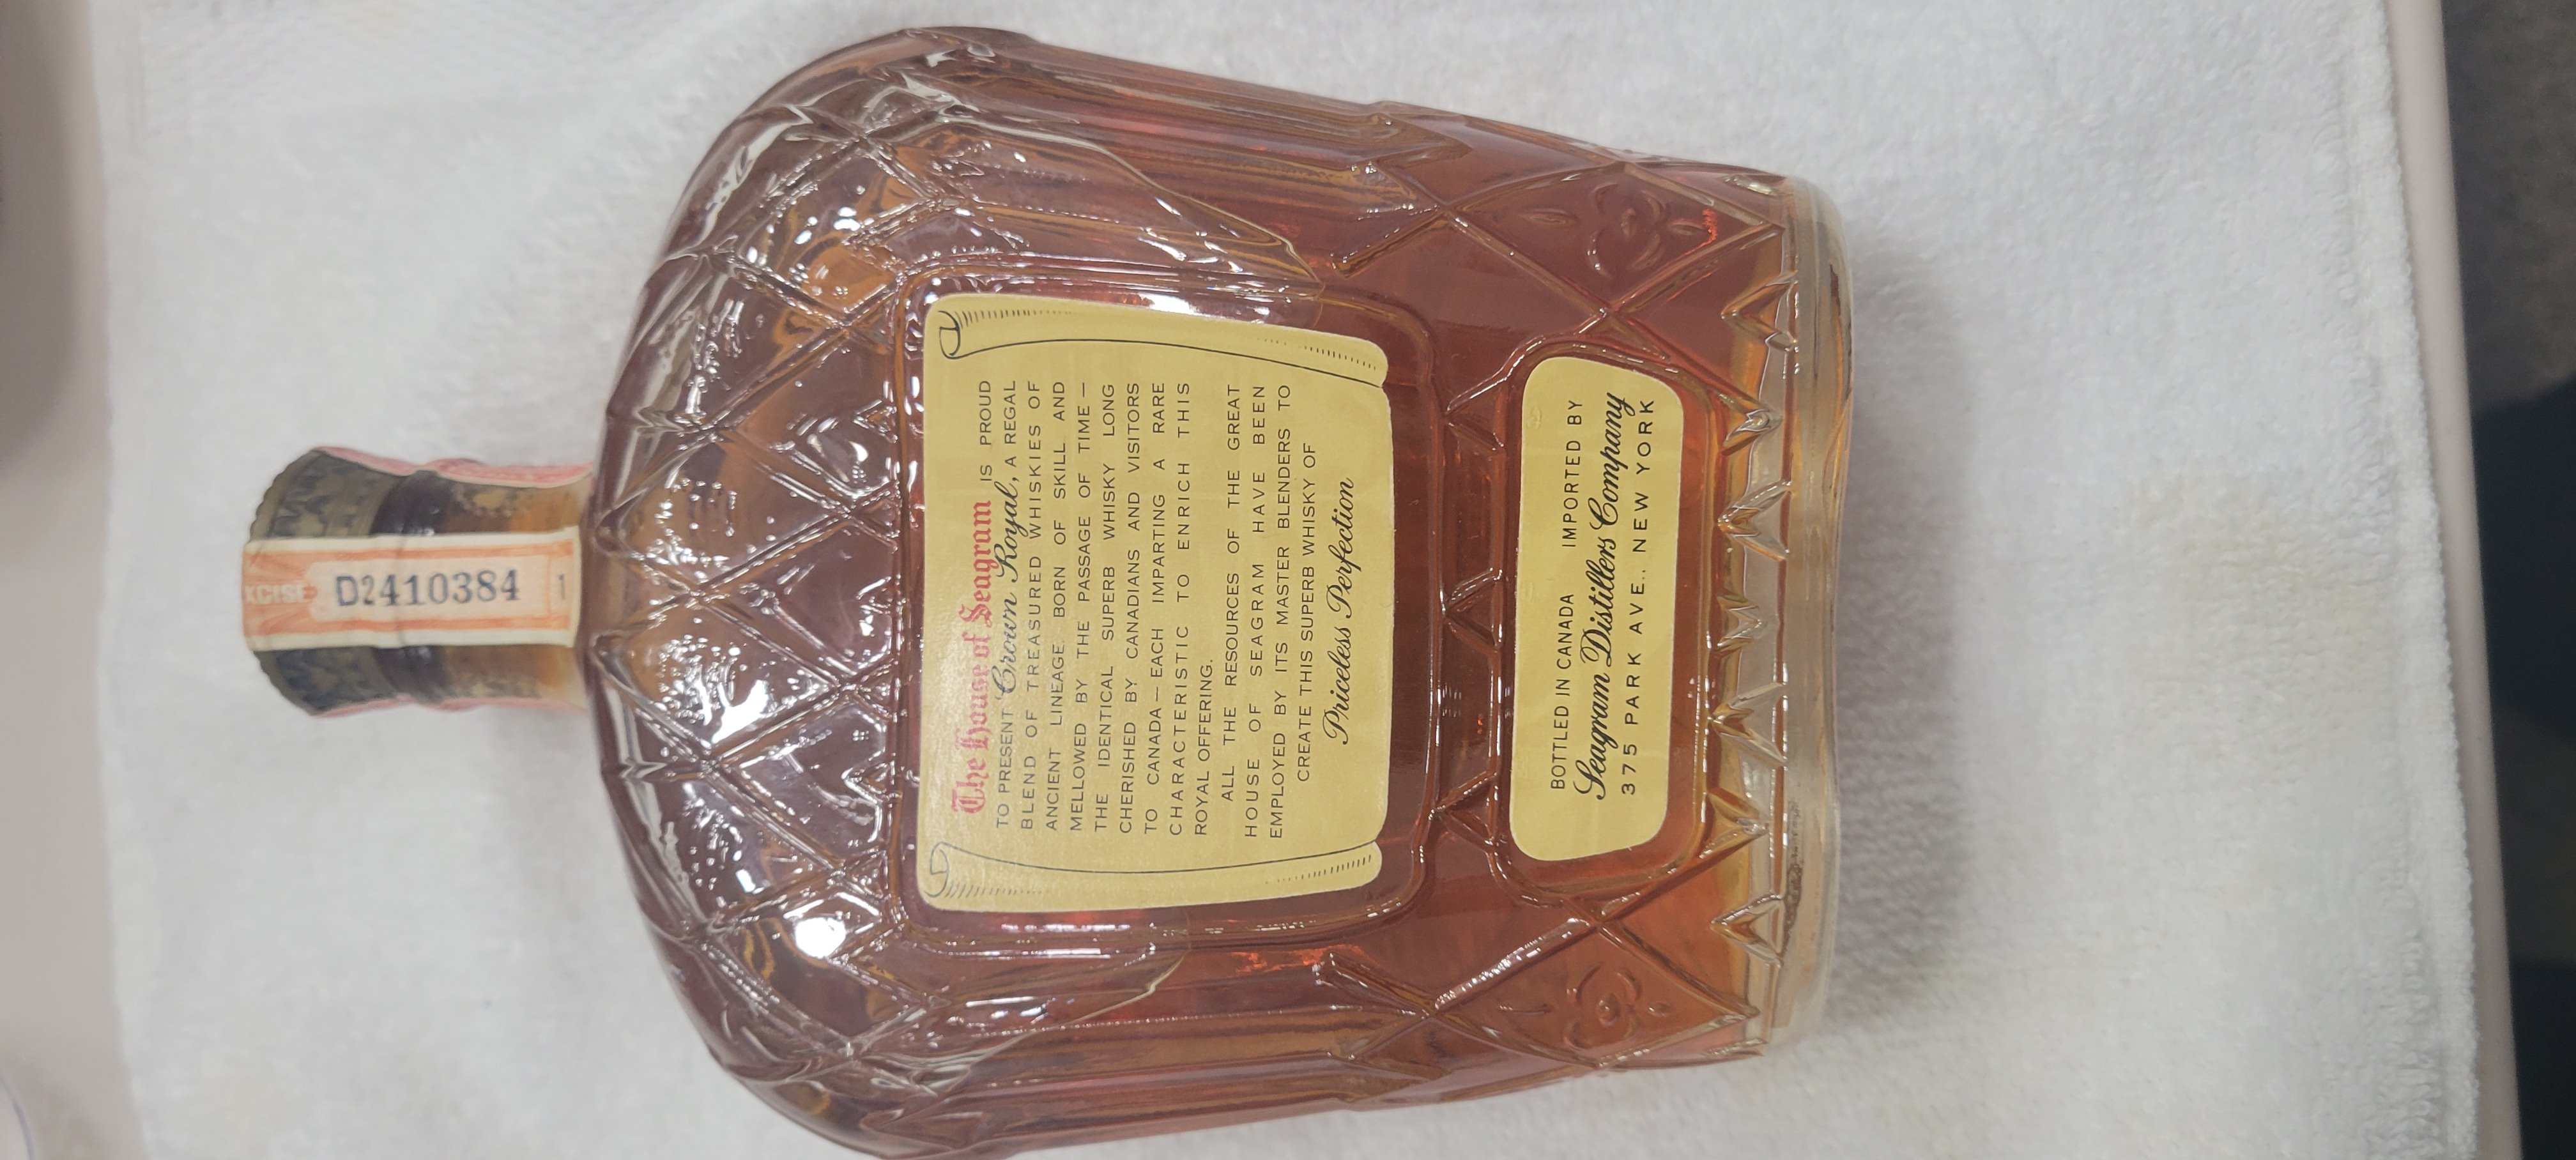 XCISE
D2410384
1
The House of Seagram IS PROUD
TO PRESENT Crown Royal, A REGAL
BLEND OF TREASURED WHISKIES OF
ANCIENT LINEAGE. BORN OF SKILL AND
MELLOWED BY THE PASSAGE OF TIME —
THE IDENTICAL SUPERB WHISKY LONG
CHERISHED BY CANADIANS AND VISITORS
TO CANADA — EACH IMPARTING A RARE
CHARACTERISTIC TO ENRICH THIS
ROYAL OFFERING.
ALL THE RESOURCES OF THE GREAT
HOUSE OF SEAGRAM HAVE BEEN
EMPLOYED BY ITS MASTER BLENDERS TO
CREATE THIS SUPERB WHISKY OF
Priceless Perfection
BOTTLED IN CANADA IMPORTED BY
Seagram Distillers Company
375 PARK AVE., NEW YORK